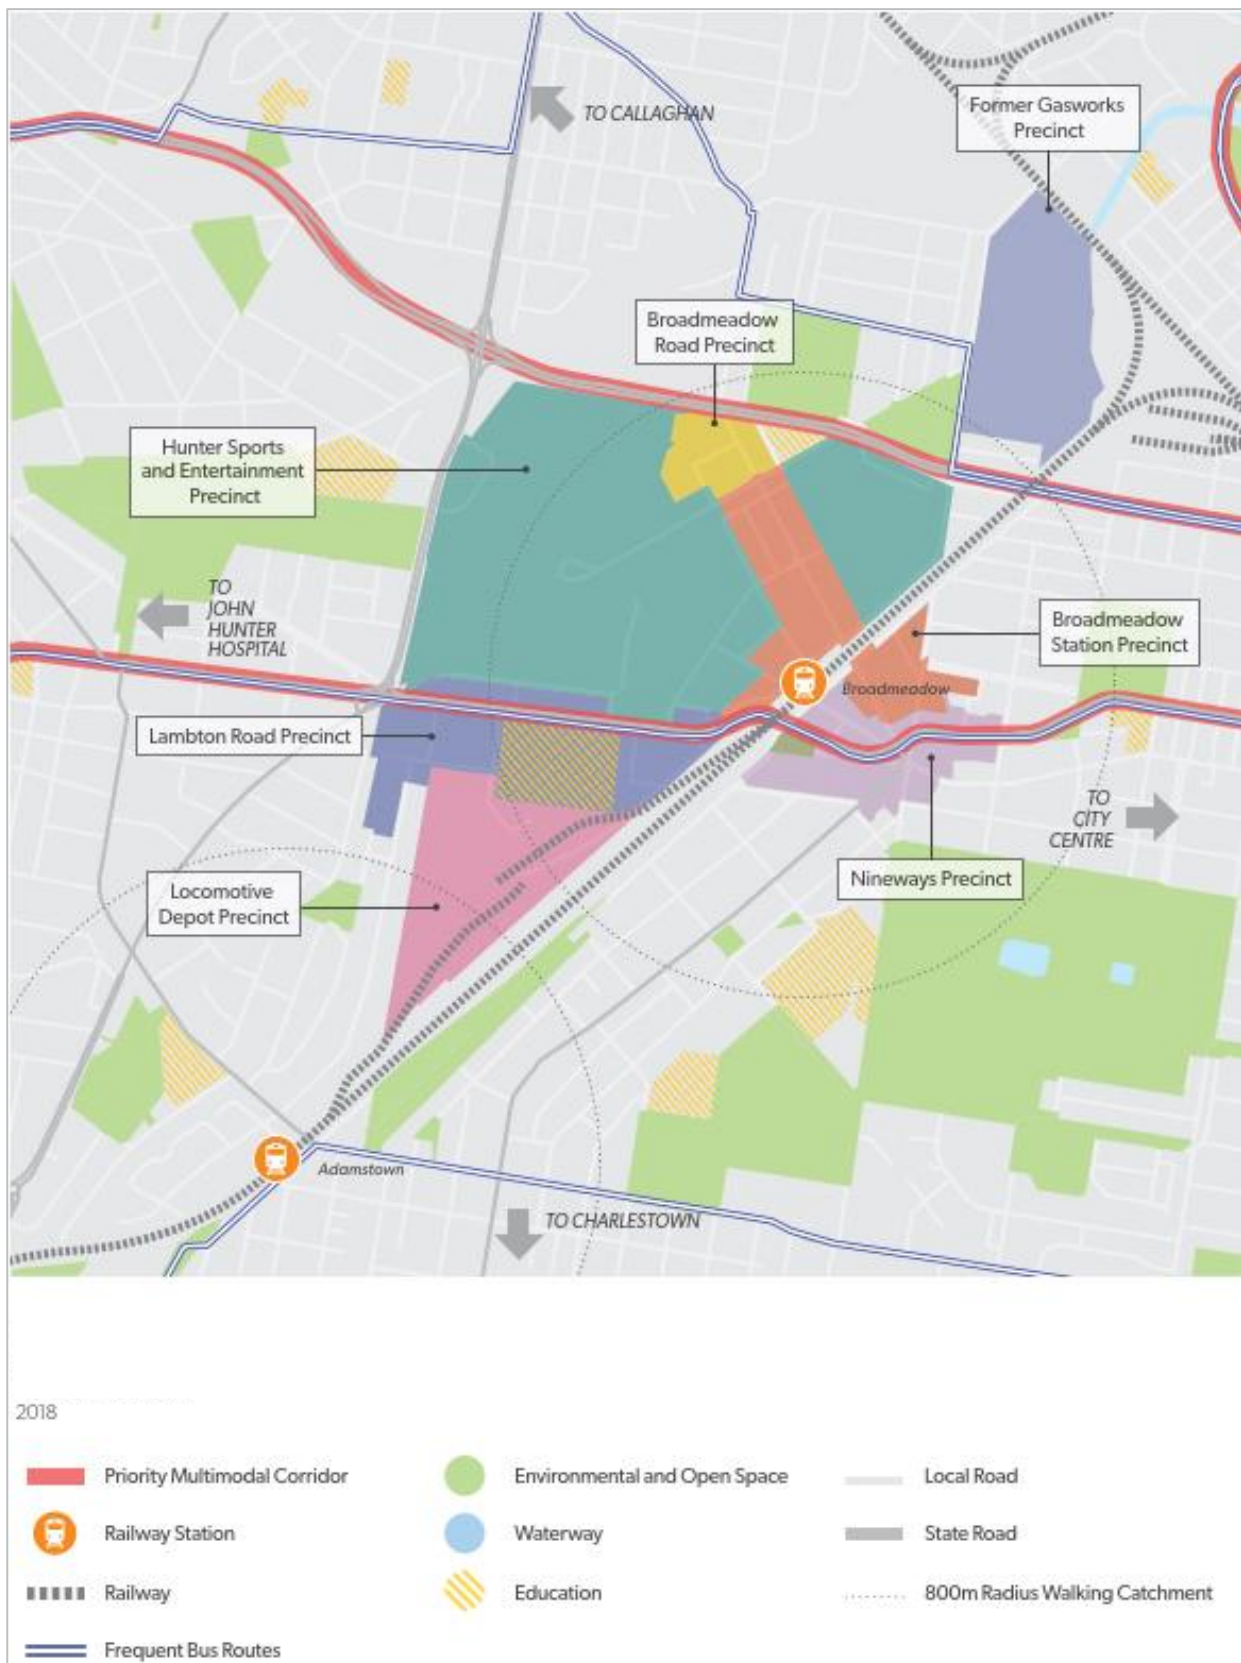 TO CALLAGHAN
Former Gasworks
Precinct
Broadmeadow
Road Precinct
Hunter Sports
and Entertainment
Precinct
TO
JOHN
HUNTER
HOSPITAL
Broadmeadow
Station Precinct
Broadmeadow
Lambton Road Precinct
TO
CITY
CENTRE
Nineways Precinct
Locomotive
Depot Precinct
Adamstown
TO CHARLESTOWN
2018
Priority Multimodal Corridor
Railway Station
Railway
Frequent Bus Routes
Environmental and Open Space
Waterway
Education
Local Road
State Road
800m Radius Walking Catchment